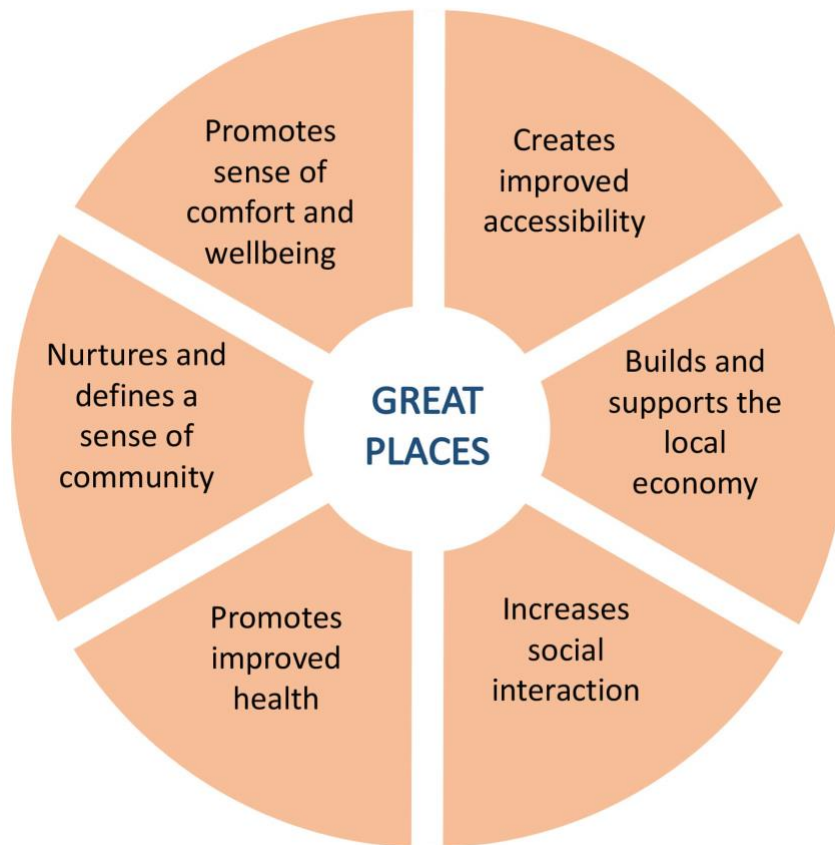 Promotes
sense of
comfort and
wellbeing
Creates
improved
accessibility
Nurtures and
defines a
sense of
community
GREAT
PLACES
Builds and
supports the
local
economy
Promotes
improved
health
Increases
social
interaction